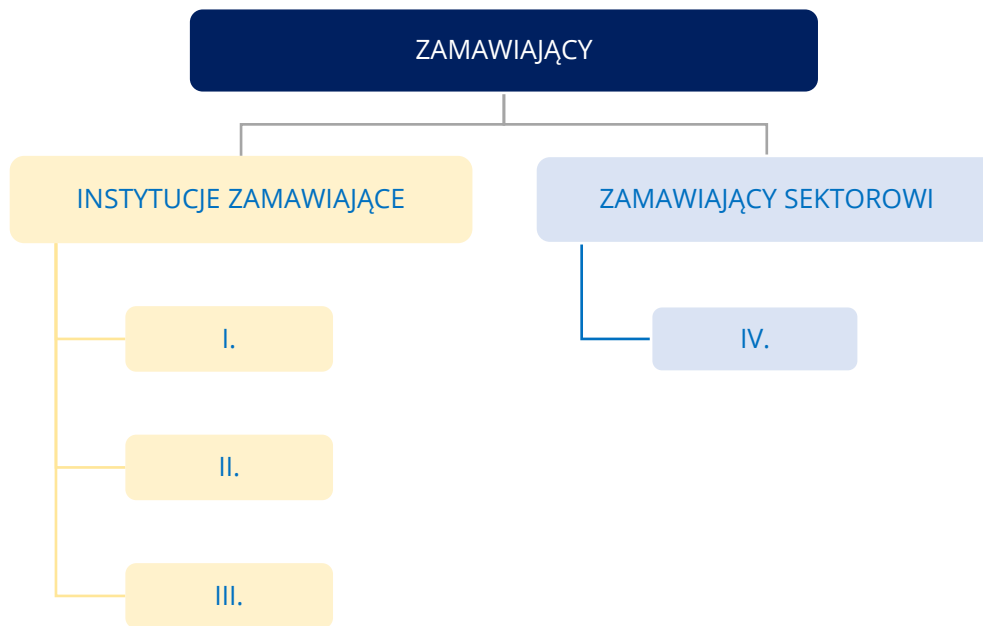 ZAMAWIAJĄCY
INSTYTUCJE ZAMAWIAJĄCE
ZAMAWIAJĄCY SEKTOROWI
I.
IV.
II.
III.